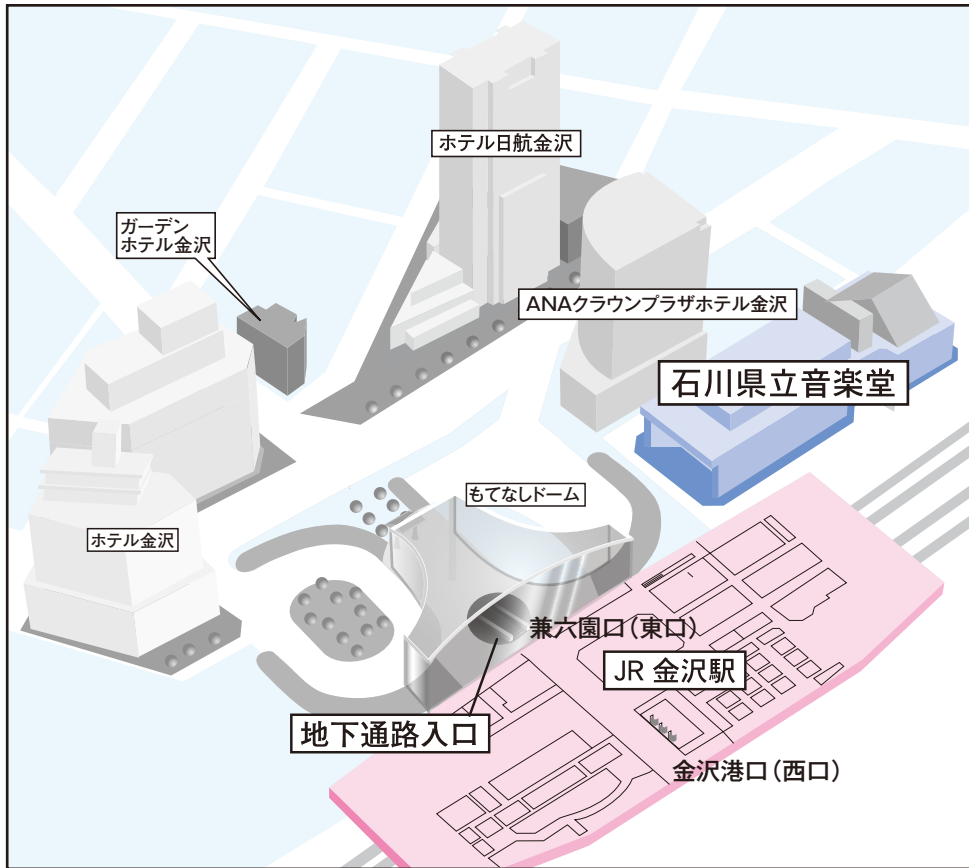 ホテル日航金沢
ガーデン
ホテル金沢
ANAクラウンプラザホテル金沢
石川県立音楽堂
もてなしドーム
ホテル金沢
兼六園口(東口)
JR 金沢駅
地下通路入口
金沢港口(西口)